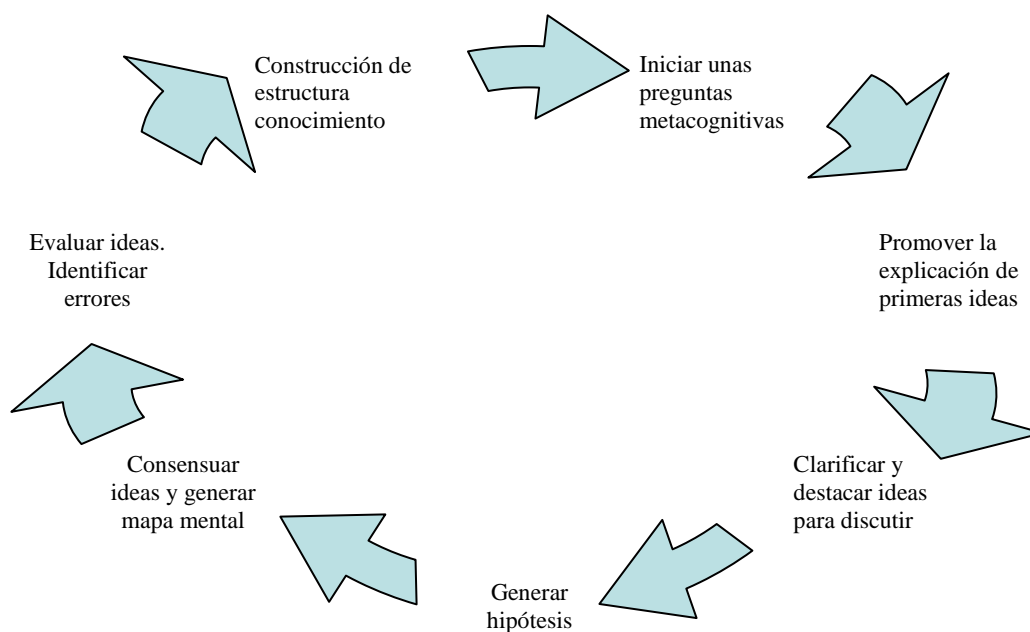 Construcción de
estructura
conocimiento
Iniciar unas
preguntas
metacognitivas
Promover la
explicación de
primeras ideas
Clarificar y
destacar ideas
para discutir
Generar
hipótesis
Consensuar
ideas y generar
mapa mental
Evaluar ideas.
Identificar
errores